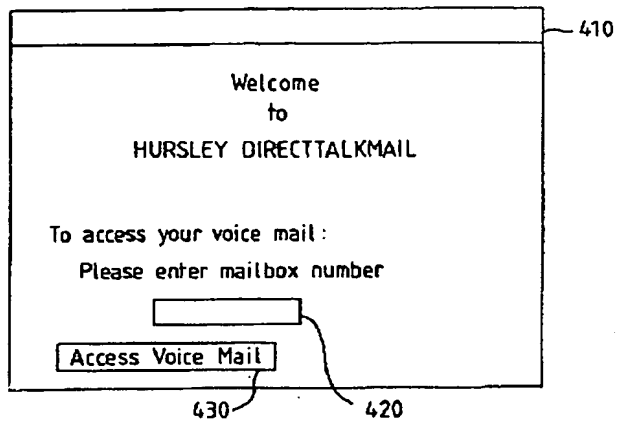 410
Welcome
to
HURSLEY DIRECTTALKMAIL
To access your voice mail:
Please enter mailbox number
Access Voice Mail
430
420